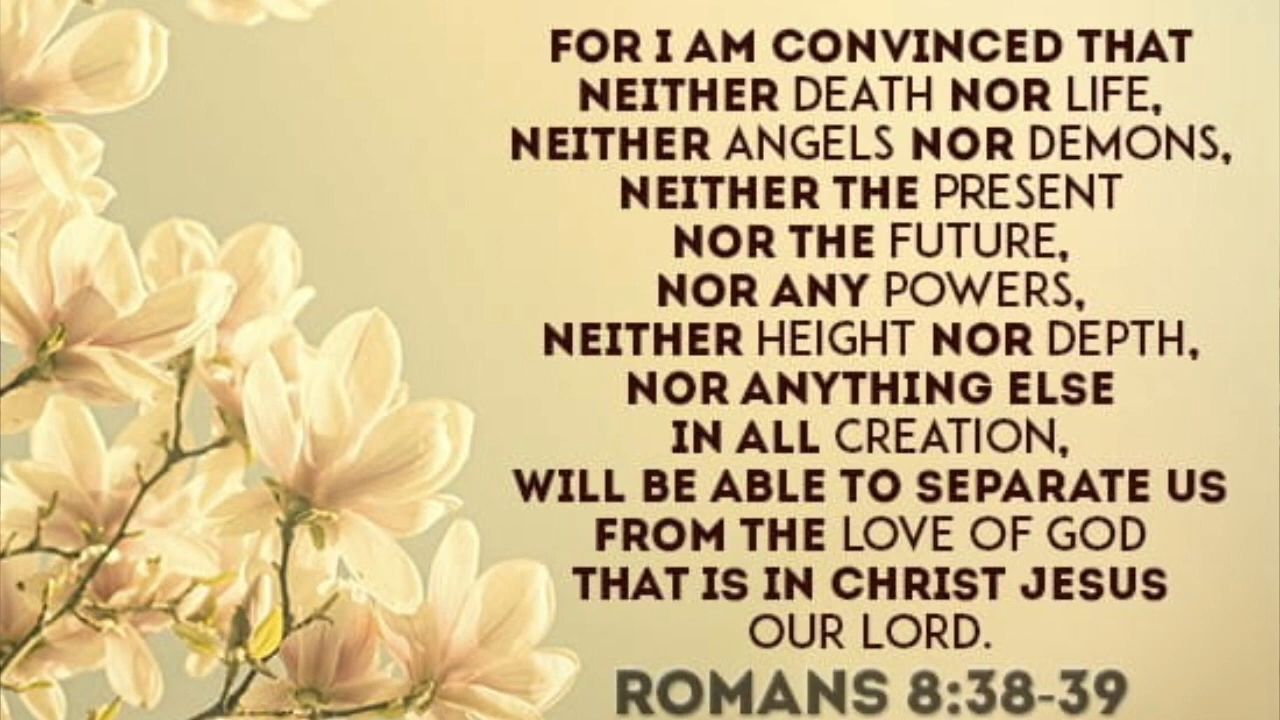 FOR I AM CONVINCED THAT
NEITHER DEATH NOR LIFE,
NEITHER ANGELS NOR DEMONS,
NEITHER THE PRESENT
NOR THE FUTURE,
NOR ANY POWERS,
NEITHER HEIGHT NOR DEPTH,
NOR ANYTHING ELSE
IN ALL CREATION,
WILL BE ABLE TO SEPARATE US
FROM THE LOVE OF GOD
THAT IS IN CHRIST JESUS
OUR LORD.
ROMANS 8:38-39